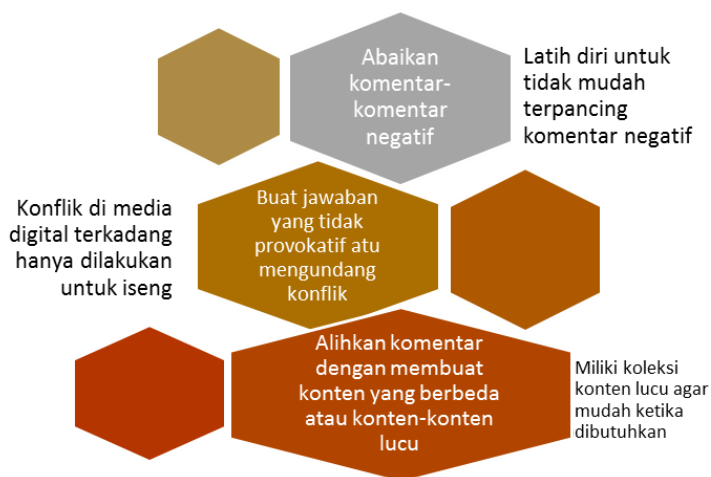 Abaikan
komentar-
komentar
negatif
Latih diri untuk
tidak mudah
terpancing
komentar negatif
Konflik di media
digital terkadang
hanya dilakukan
untuk iseng
Buat jawaban
yang tidak
provokatif atu
mengundang
konflik
Alihkan komentar
dengan membuat
konten yang berbeda
atau konten-konten
lucu
Miliki koleksi
konten lucu agar
mudah ketika
dibutuhkan